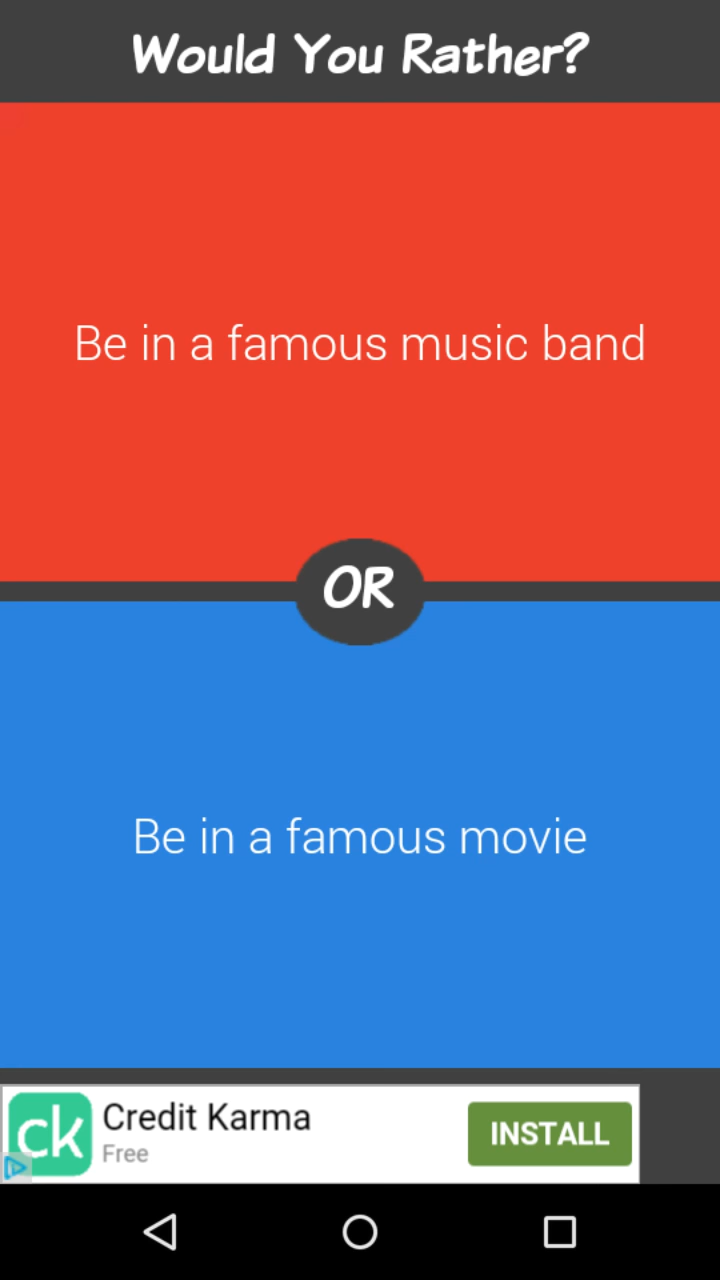 Would You Rather?
Be in a famous music band
OR
Be in a famous movie
ck
Credit Karma
Free
INSTALL